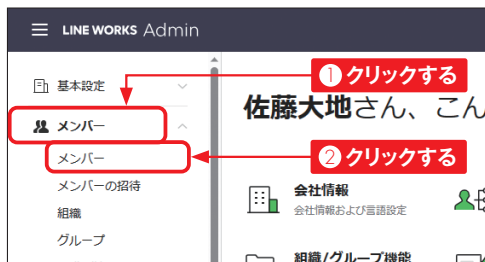 LINE WORKS Admin
基本設定
① クリックする
佐藤大地さん、こん
メンバー
メンバー
② クリックする
メンバーの招待
会社情報
会社情報および言語設定
組織
グループ
組織/グループ機能